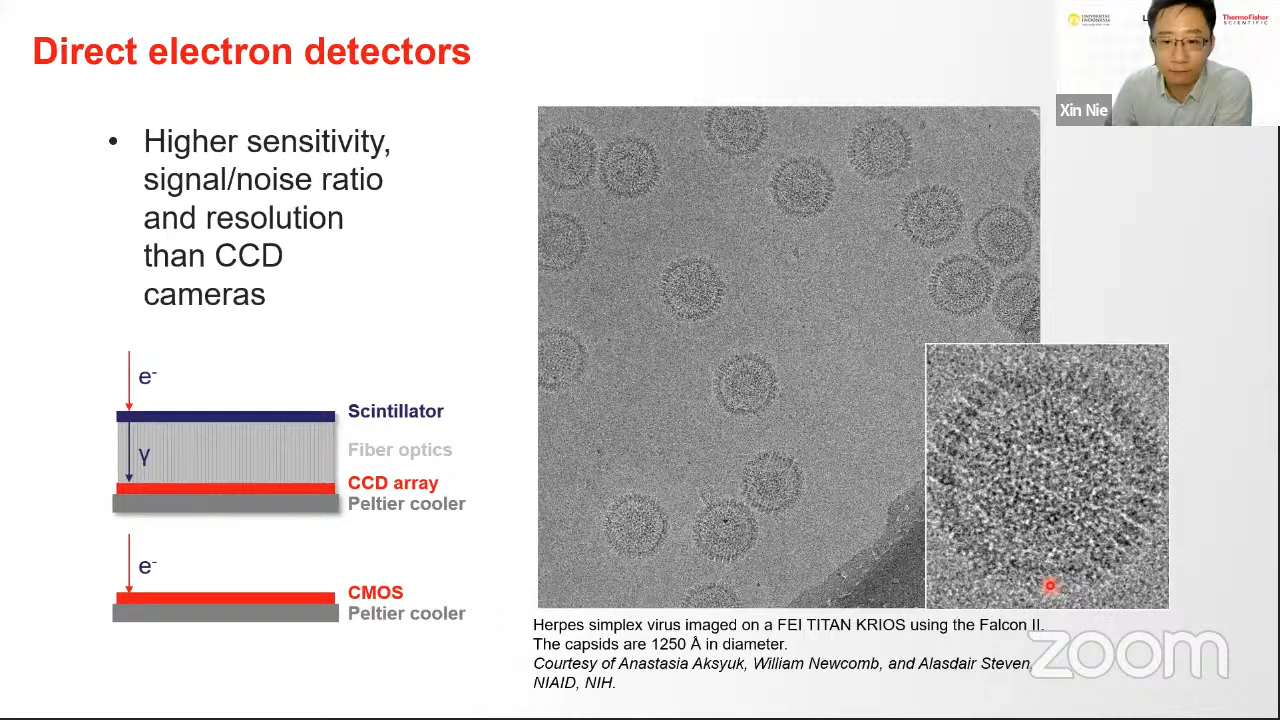 Direct electron detectors
UNIVERSITAS
INDONESIA
L
ThermoFisher
SCIENTIFIC
Xin Nie
• Higher sensitivity,
signal/noise ratio
and resolution
than CCD
cameras
e-
Scintillator
γ
Fiber optics
CCD array
Peltier cooler
e-
CMOS
Peltier cooler
Herpes simplex virus imaged on a FEI TITAN KRIOS using the Falcon II.
The capsids are 1250 Å in diameter.
Courtesy of Anastasia Aksyuk, William Newcomb, and Alasdair Steven,
NIAID, NIH.
zoom